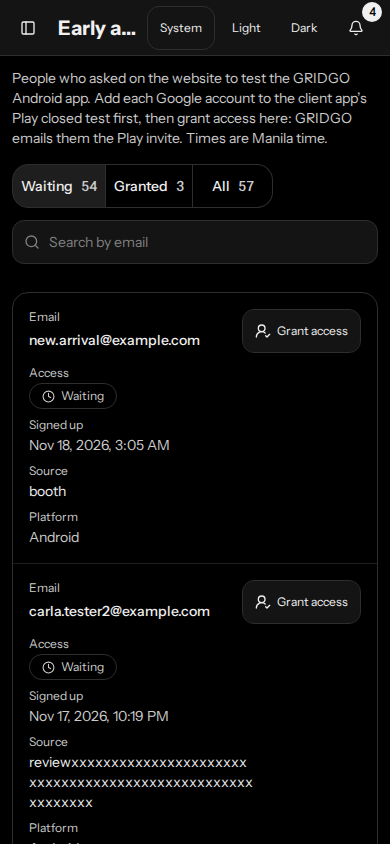 Early a...
System
Light
Dark
4
People who asked on the website to test the GRIDGO
Android app. Add each Google account to the client app's
Play closed test first, then grant access here: GRIDGO
emails them the Play invite. Times are Manila time.
Waiting 54
Granted 3
All 57
Search by email
Email
new.arrival@example.com
Grant access
Access
Waiting
Signed up
Nov 18, 2026, 3:05 AM
Source
booth
Platform
Android
Email
carla.tester2@example.com
Grant access
Access
Waiting
Signed up
Nov 17, 2026, 10:19 PM
Source
reviewxxxxxxxxxxxxxxxxxxxxxx
xxxxxxxxxxxxxxxxxxxxxxxxxxxx
xxxxxxxx
Platform